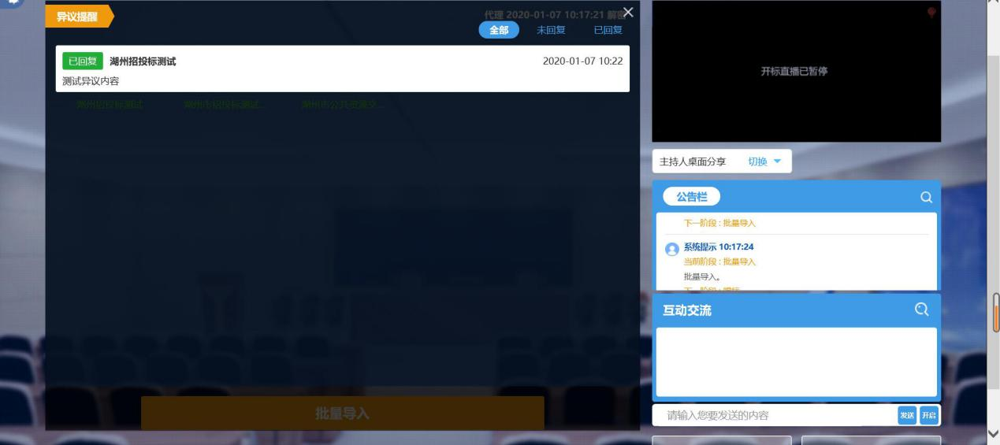 异议提醒
代理 2020-01-07 10:17:21 解密
全部 未回复 已回复
已回复 湖州招投标测试 2020-01-07 10:22
测试异议内容
湖州招投标测试 湖州市招投标测试... 湖州市公共资源交...
批量导入
开标直播已暂停
主持人桌面分享 切换
公告栏
下一阶段 : 批量导入
系统提示 10:17:24
当前阶段 : 批量导入
批量导入。
下一阶段 : 唱标
互动交流
请输入您要发送的内容 发送 开启